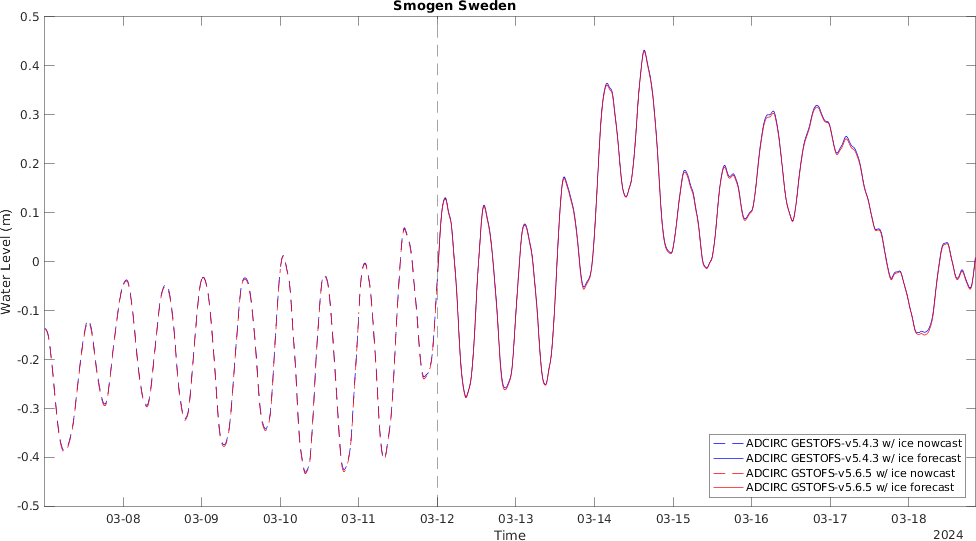 Smogen Sweden
0.5
0.4
0.3
0.2
0.1
0
-0.1
-0.2
-0.3
-0.4
-0.5
Water Level (m)
ADCIRC GESTOFS-v5.4.3 w/ ice nowcast
ADCIRC GESTOFS-v5.4.3 w/ ice forecast
ADCIRC GSTOFS-v5.6.5 w/ ice nowcast
ADCIRC GSTOFS-v5.6.5 w/ ice forecast
03-08 03-09 03-10 03-11 03-12 03-13 03-14 03-15 03-16 03-17 03-18
Time
2024